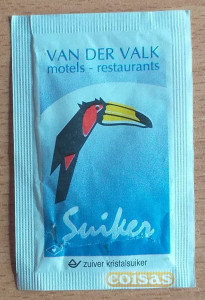 VAN DER VALK
motels - restaurants
Suiker
zuiver kristalsuiker
coisas